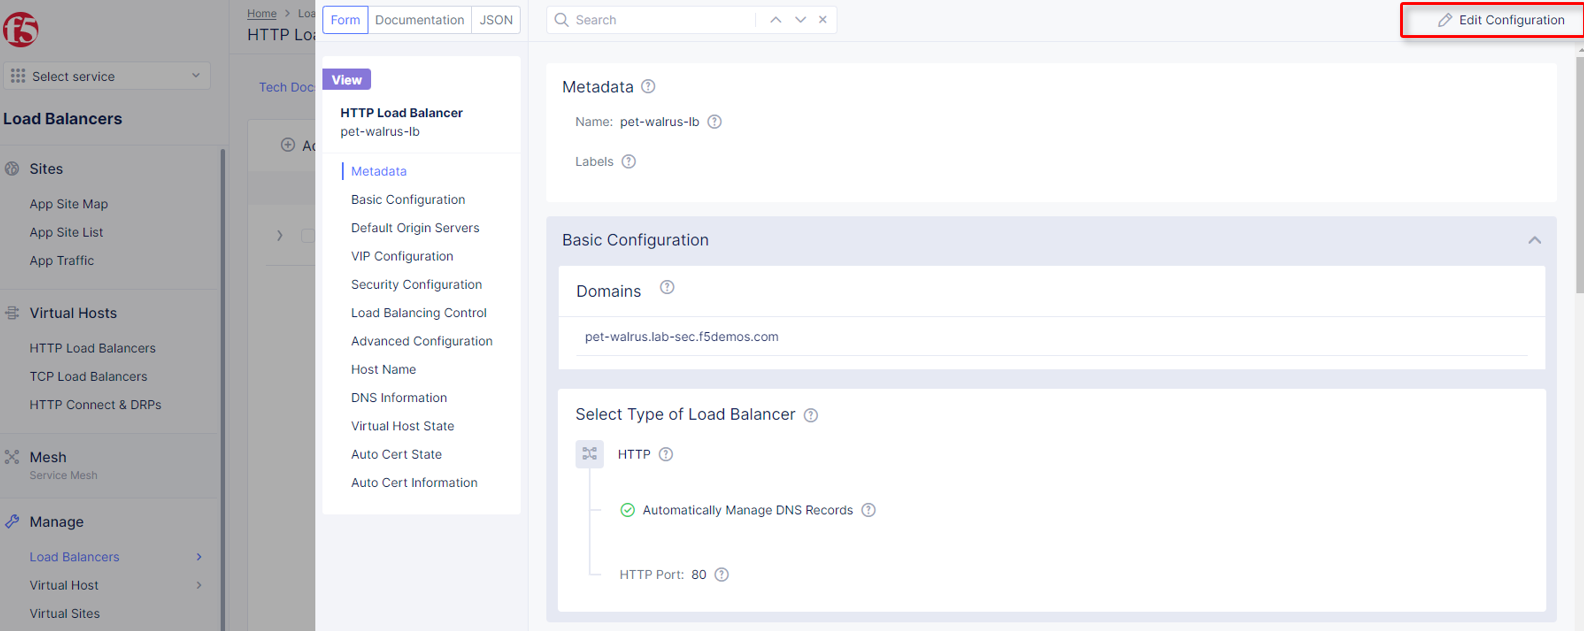 f5
Select service
Load Balancers
Sites
App Site Map
App Site List
App Traffic
Virtual Hosts
HTTP Load Balancers
TCP Load Balancers
HTTP Connect & DRPs
Mesh
Service Mesh
Manage
Load Balancers
Virtual Host
Virtual Sites
Home
HTTP
Tech
Form
Documentation
JSON
Search
Edit Configuration
View
HTTP Load Balancer
pet-walrus-lb
Metadata
Basic Configuration
Default Origin Servers
VIP Configuration
Security Configuration
Load Balancing Control
Advanced Configuration
Host Name
DNS Information
Virtual Host State
Auto Cert State
Auto Cert Information
Metadata
Name: pet-walrus-lb
Labels
Basic Configuration
Domains
pet-walrus.lab-sec.f5demos.com
Select Type of Load Balancer
HTTP
Automatically Manage DNS Records
HTTP Port: 80